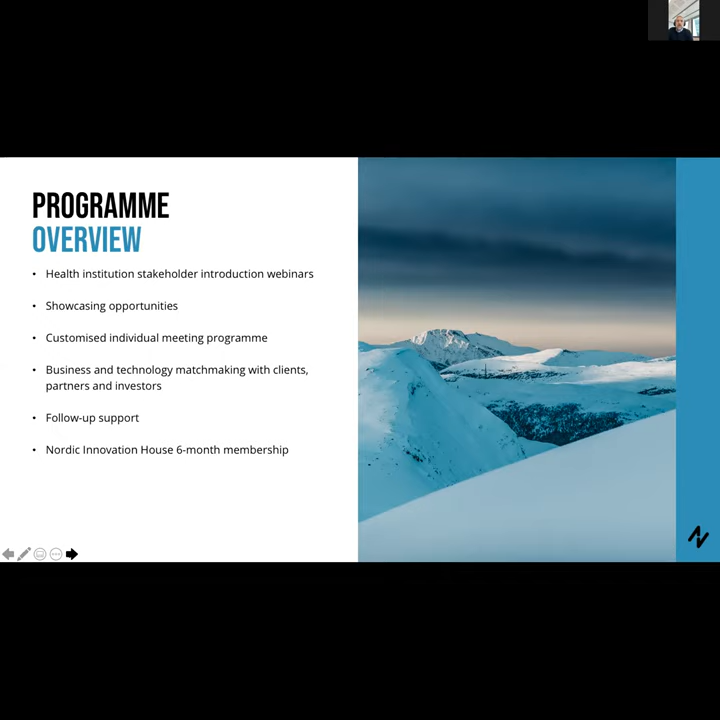 PROGRAMME
OVERVIEW
• Health institution stakeholder introduction webinars
• Showcasing opportunities
• Customised individual meeting programme
• Business and technology matchmaking with clients,
partners and investors
• Follow-up support
• Nordic Innovation House 6-month membership